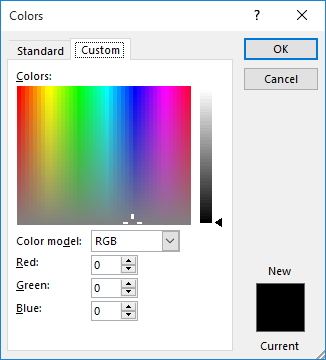 Colors
?
Standard
Custom
OK
Cancel
Colors:
Color model: RGB
Red: 0
Green: 0
Blue: 0
New
Current